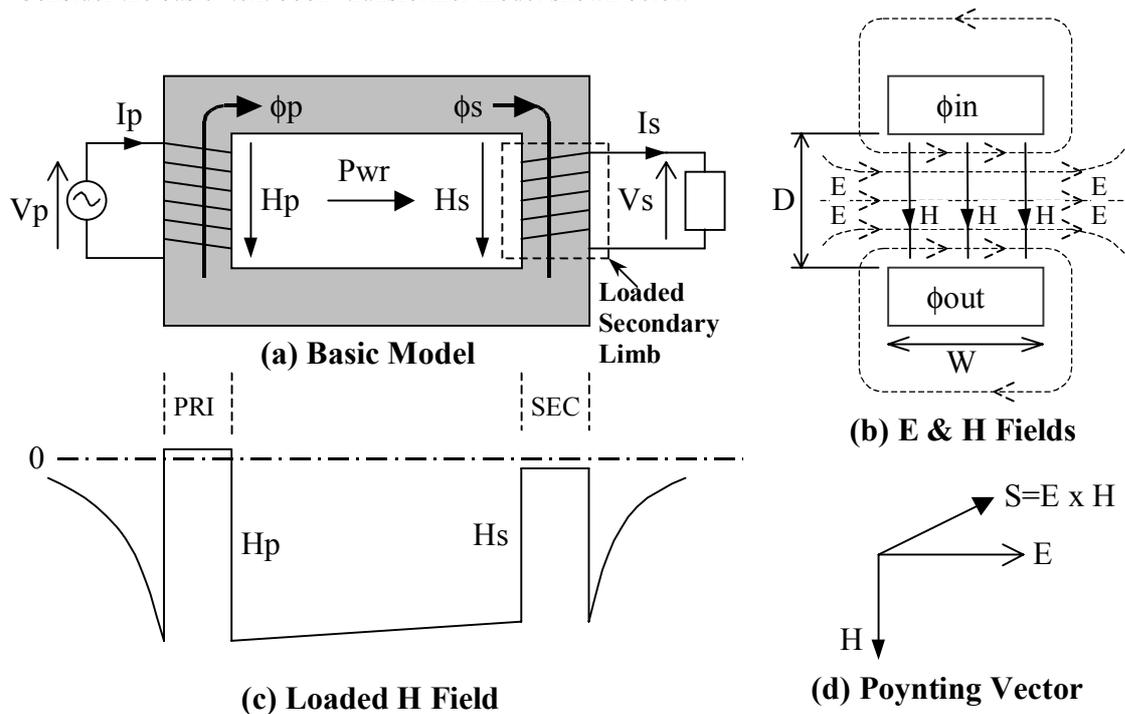 ϕp
ϕs
Ip
Is
Vp
Hp
Pwr
Hs
Vs
Loaded
Secondary
Limb
(a) Basic Model
ϕin
D
E
E
H
H
H
E
E
ϕout
W
(b) E & H Fields
PRI
SEC
0
Hp
Hs
(c) Loaded H Field
S=E x H
E
H
(d) Poynting Vector